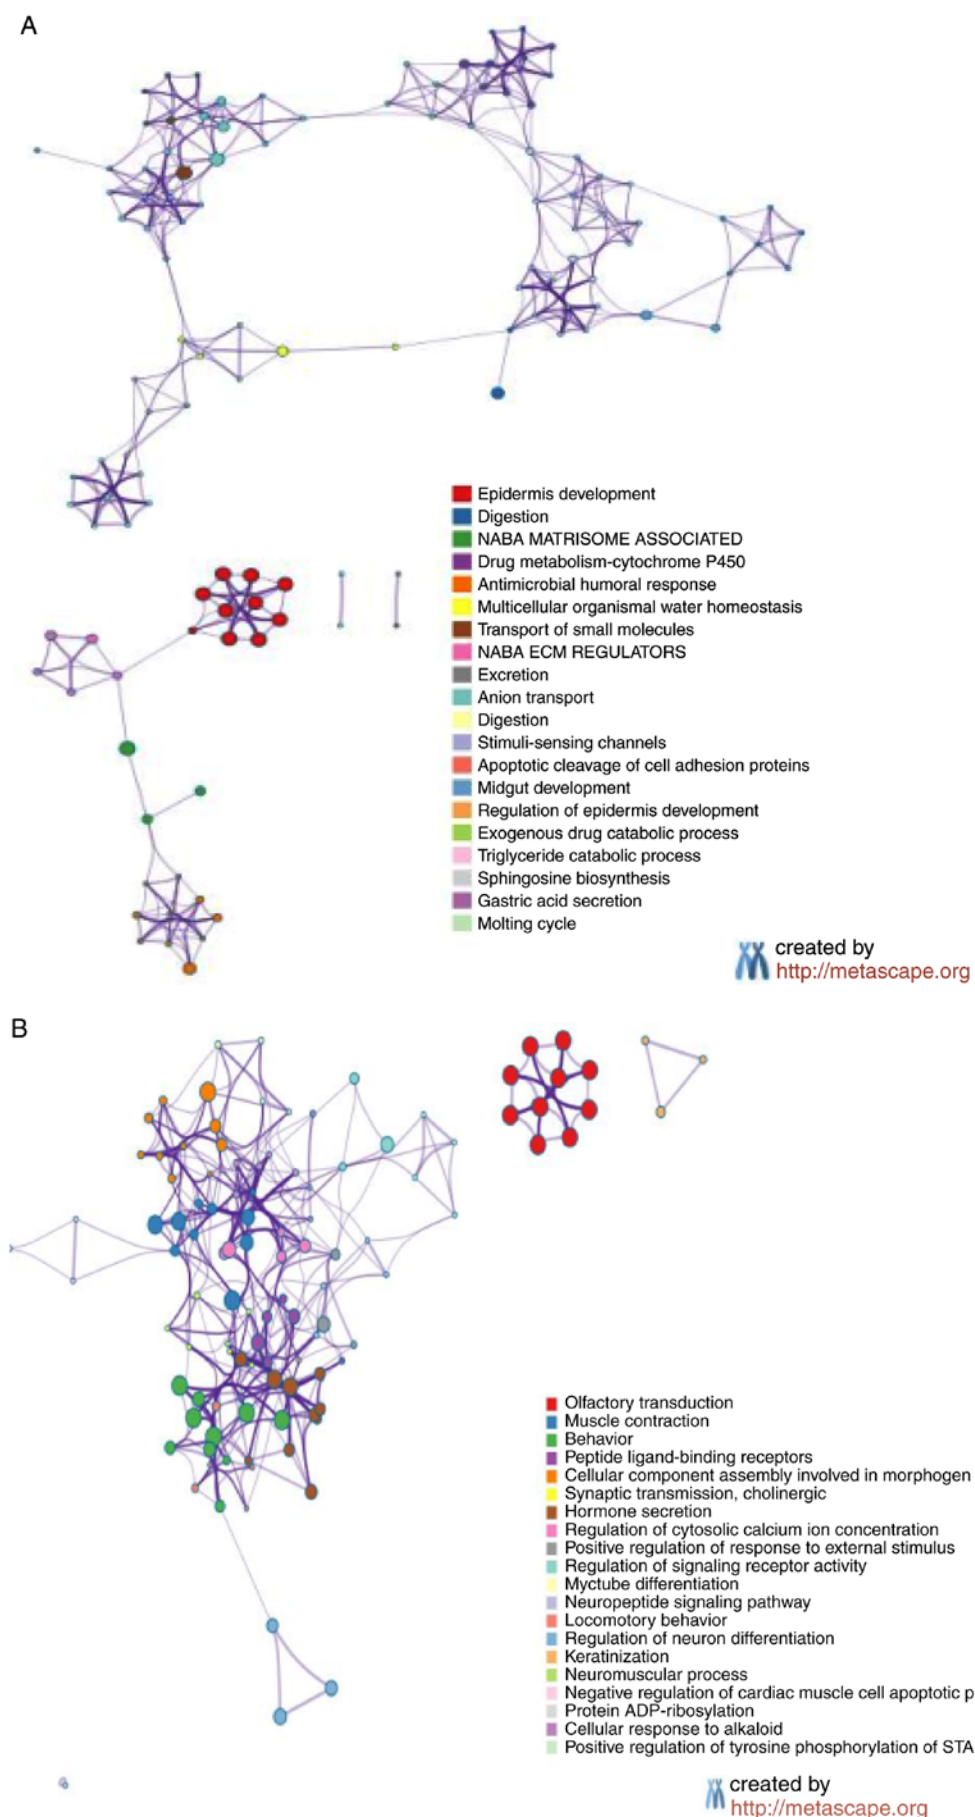 A
Epidermis development
Digestion
NABA MATRISOME ASSOCIATED
Drug metabolism-cytochrome P450
Antimicrobial humoral response
Multicellular organismal water homeostasis
Transport of small molecules
NABA ECM REGULATORS
Excretion
Anion transport
Digestion
Stimuli-sensing channels
Apoptotic cleavage of cell adhesion proteins
Midgut development
Regulation of epidermis development
Exogenous drug catabolic process
Triglyceride catabolic process
Sphingosine biosynthesis
Gastric acid secretion
Molting cycle
created by
http://metascape.org
B
Olfactory transduction
Muscle contraction
Behavior
Peptide ligand-binding receptors
Cellular component assembly involved in morphogen
Synaptic transmission, cholinergic
Hormone secretion
Regulation of cytosolic calcium ion concentration
Positive regulation of response to external stimulus
Regulation of signaling receptor activity
Myctube differentiation
Neuropeptide signaling pathway
Locomotory behavior
Regulation of neuron differentiation
Keratinization
Neuromuscular process
Negative regulation of cardiac muscle cell apoptotic p
Protein ADP-ribosylation
Cellular response to alkaloid
Positive regulation of tyrosine phosphorylation of STA
created by
http://metascape.org